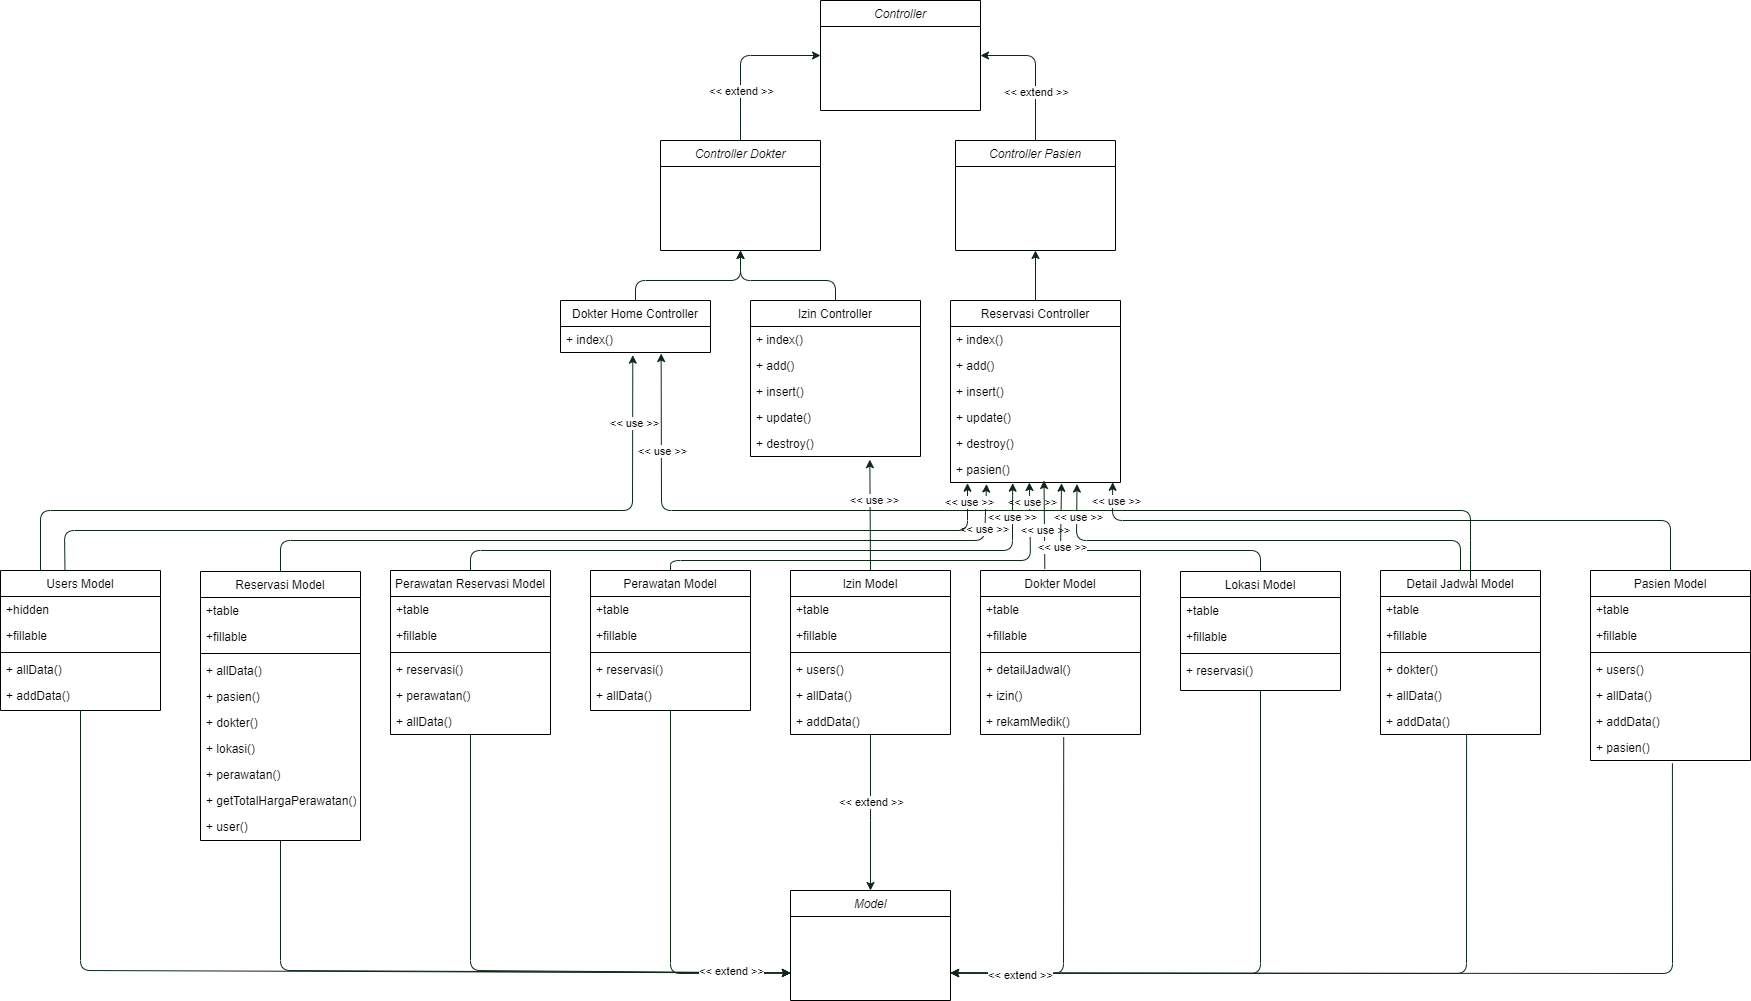 Controller
<< extend >>
<< extend >>
Controller Dokter
Controller Pasien
Dokter Home Controller
+ index()
Izin Controller
+ index()
+ add()
+ insert()
+ update()
+ destroy()
Reservasi Controller
+ index()
+ add()
+ insert()
+ update()
+ destroy()
+ pasien()
<< use >>
<< use >>
<< use >>
<< use >>
<< use >>
<< use >>
<< use >>
<< use >>
<< use >>
<< use >>
<< use >>
Users Model
+hidden
+fillable
+ allData()
+ addData()
Reservasi Model
+table
+fillable
+ allData()
+ pasien()
+ dokter()
+ lokasi()
+ perawatan()
+ getTotalHargaPerawatan()
+ user()
Perawatan Reservasi Model
+table
+fillable
+ reservasi()
+ perawatan()
+ allData()
Perawatan Model
+table
+fillable
+ reservasi()
+ allData()
Izin Model
+table
+fillable
+ users()
+ allData()
+ addData()
Dokter Model
+table
+fillable
+ detailJadwal()
+ izin()
+ rekamMedik()
Lokasi Model
+table
+fillable
+ reservasi()
Detail Jadwal Model
+table
+fillable
+ dokter()
+ allData()
+ addData()
Pasien Model
+table
+fillable
+ users()
+ allData()
+ addData()
+ pasien()
<< extend >>
Model
<< extend >>
<< extend >>